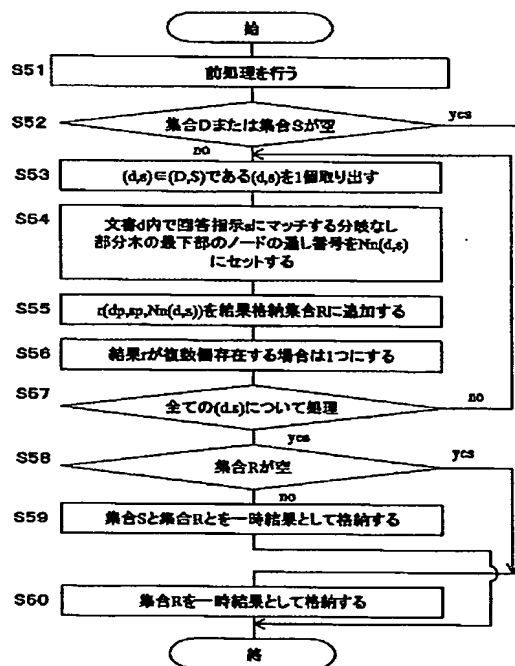 始
S51
前処理を行う
S52
集合Dまたは集合Sが空
yes
no
S53
(d,s)∈(D,S)である(d,s)を1個取り出す
S54
文書d内で回答指示sにマッチする分岐なし
部分木の最下部のノードの通し番号をNn(d,s)
にセットする
S55
r(dp,sp,Nn(d,s))を結果格納集合Rに追加する
S56
結果rが複数個存在する場合は1つにする
S57
全ての(d,s)について処理
no
yes
S58
集合Rが空
yes
no
S59
集合Sと集合Rとを一時結果として格納する
S60
集合Rを一時結果として格納する
終